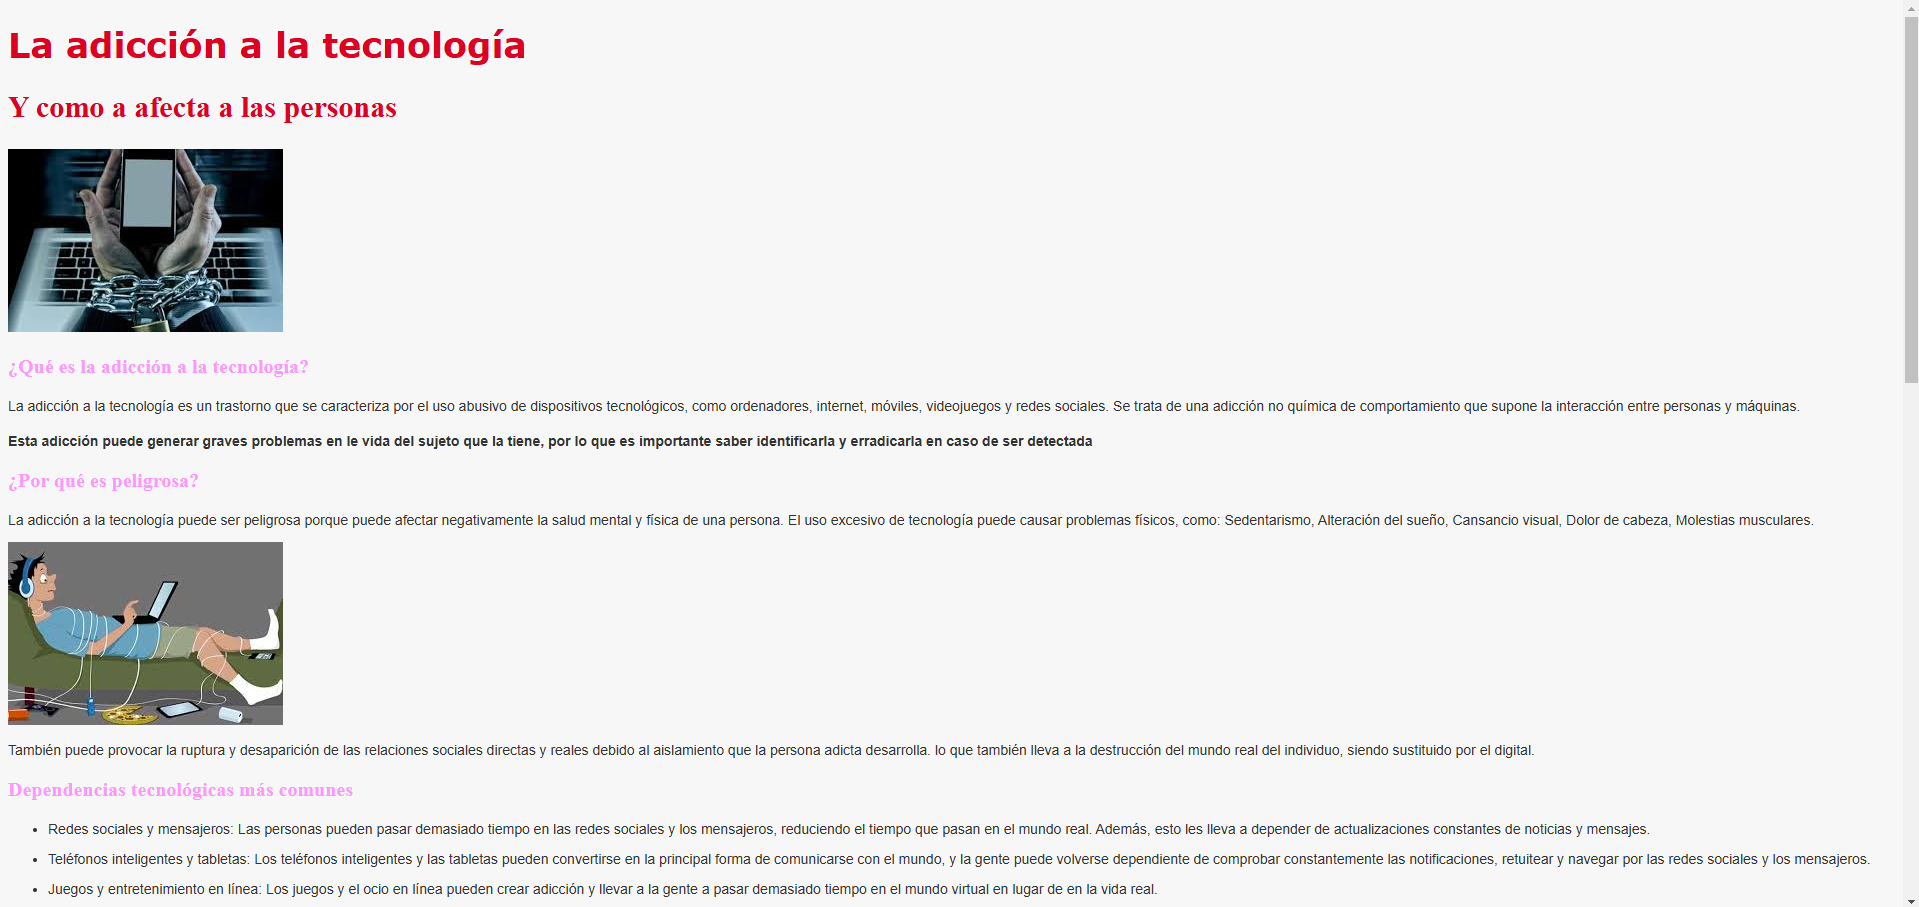 La adicción a la tecnología
Y como a afecta a las personas
¿Qué es la adicción a la tecnología?
La adicción a la tecnología es un trastorno que se caracteriza por el uso abusivo de dispositivos tecnológicos, como ordenadores, internet, móviles, videojuegos y redes sociales. Se trata de una adicción no química de comportamiento que supone la interacción entre personas y máquinas.
Esta adicción puede generar graves problemas en le vida del sujeto que la tiene, por lo que es importante saber identificarla y erradicarla en caso de ser detectada
¿Por qué es peligrosa?
La adicción a la tecnología puede ser peligrosa porque puede afectar negativamente la salud mental y física de una persona. El uso excesivo de tecnología puede causar problemas físicos, como: Sedentarismo, Alteración del sueño, Cansancio visual, Dolor de cabeza, Molestias musculares.
También puede provocar la ruptura y desaparición de las relaciones sociales directas y reales debido al aislamiento que la persona adicta desarrolla. lo que también lleva a la destrucción del mundo real del individuo, siendo sustituido por el digital.
Dependencias tecnológicas más comunes
• Redes sociales y mensajeros: Las personas pueden pasar demasiado tiempo en las redes sociales y los mensajeros, reduciendo el tiempo que pasan en el mundo real. Además, esto les lleva a depender de actualizaciones constantes de noticias y mensajes.
• Teléfonos inteligentes y tabletas: Los teléfonos inteligentes y las tabletas pueden convertirse en la principal forma de comunicarse con el mundo, y la gente puede volverse dependiente de comprobar constantemente las notificaciones, retuitear y navegar por las redes sociales y los mensajeros.
• Juegos y entretenimiento en línea: Los juegos y el ocio en línea pueden crear adicción y llevar a la gente a pasar demasiado tiempo en el mundo virtual en lugar de en la vida real.